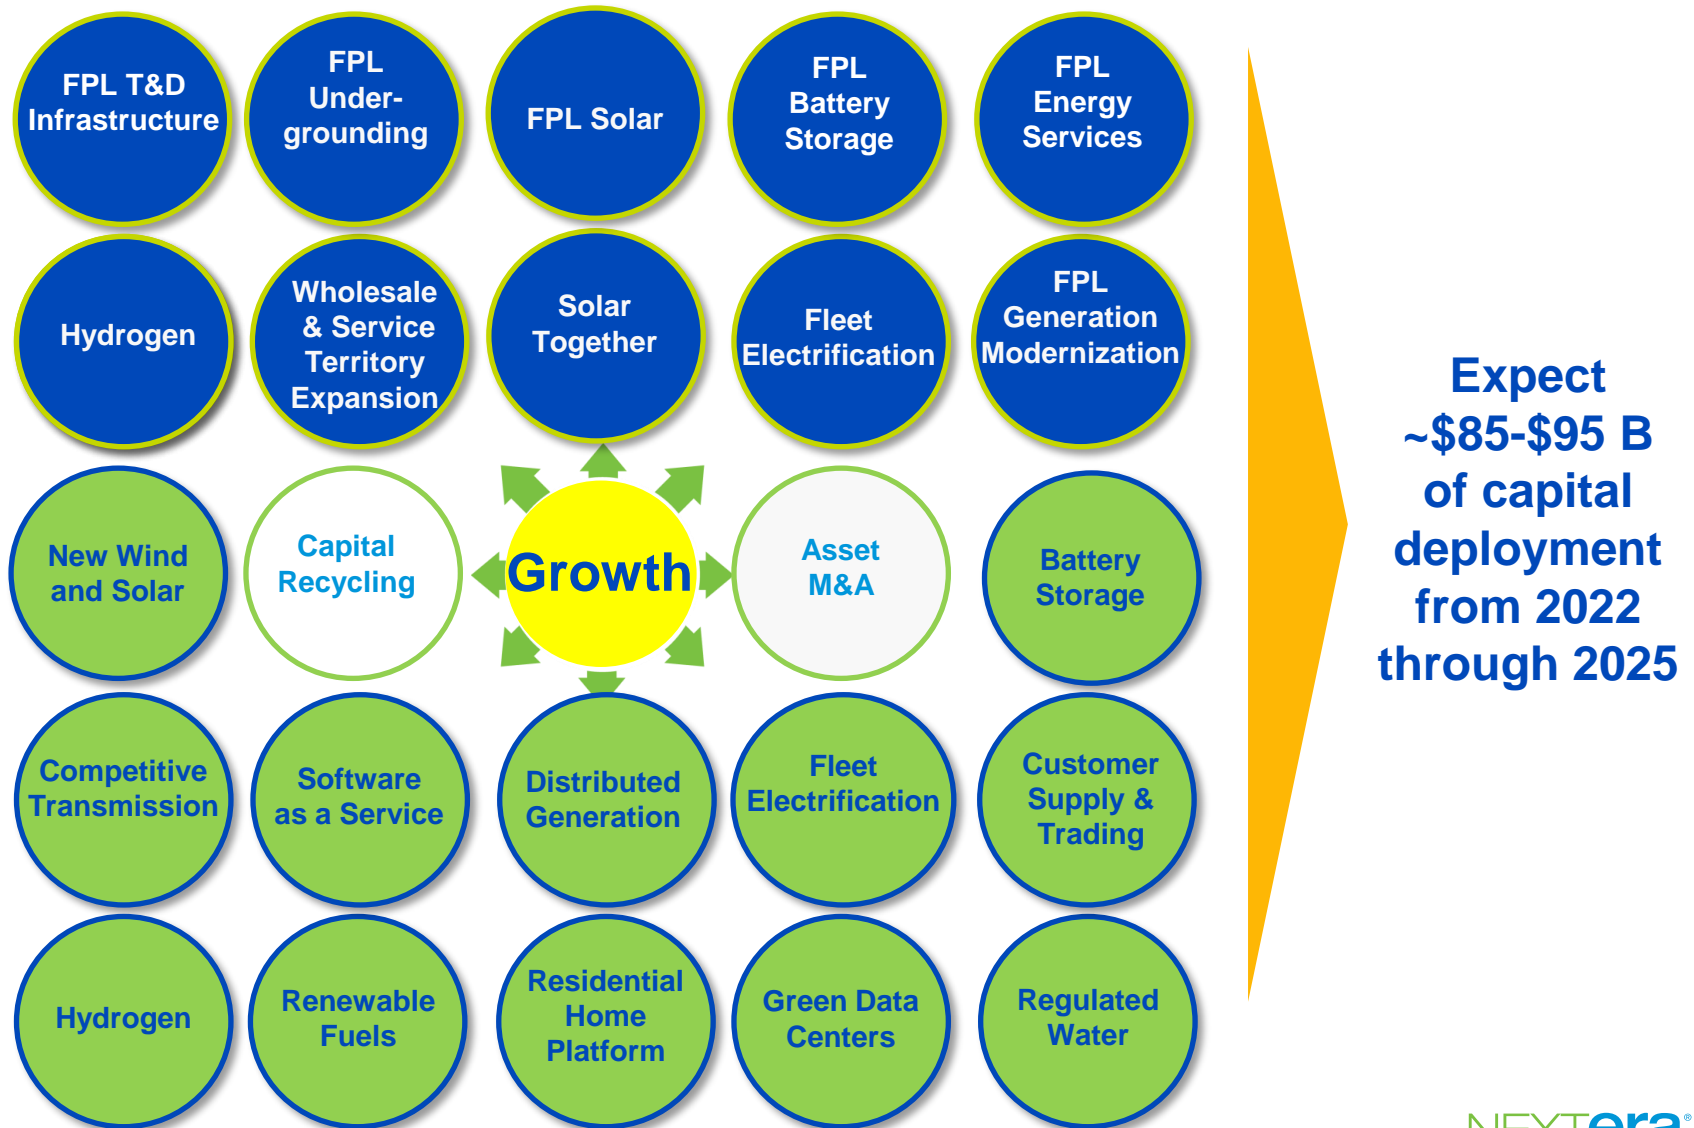 FPL T&D
Infrastructure
FPL
Under-
grounding
FPL Solar
FPL
Battery
Storage
FPL
Energy
Services
Hydrogen
Wholesale
& Service
Territory
Expansion
Solar
Together
Fleet
Electrification
FPL
Generation
Modernization
New Wind
and Solar
Capital
Recycling
Growth
Asset
M&A
Battery
Storage
Competitive
Transmission
Software
as a Service
Distributed
Generation
Fleet
Electrification
Customer
Supply &
Trading
Hydrogen
Renewable
Fuels
Residential
Home
Platform
Green Data
Centers
Regulated
Water
Expect
~$85-$95 B
of capital
deployment
from 2022
through 2025
NEXTera®